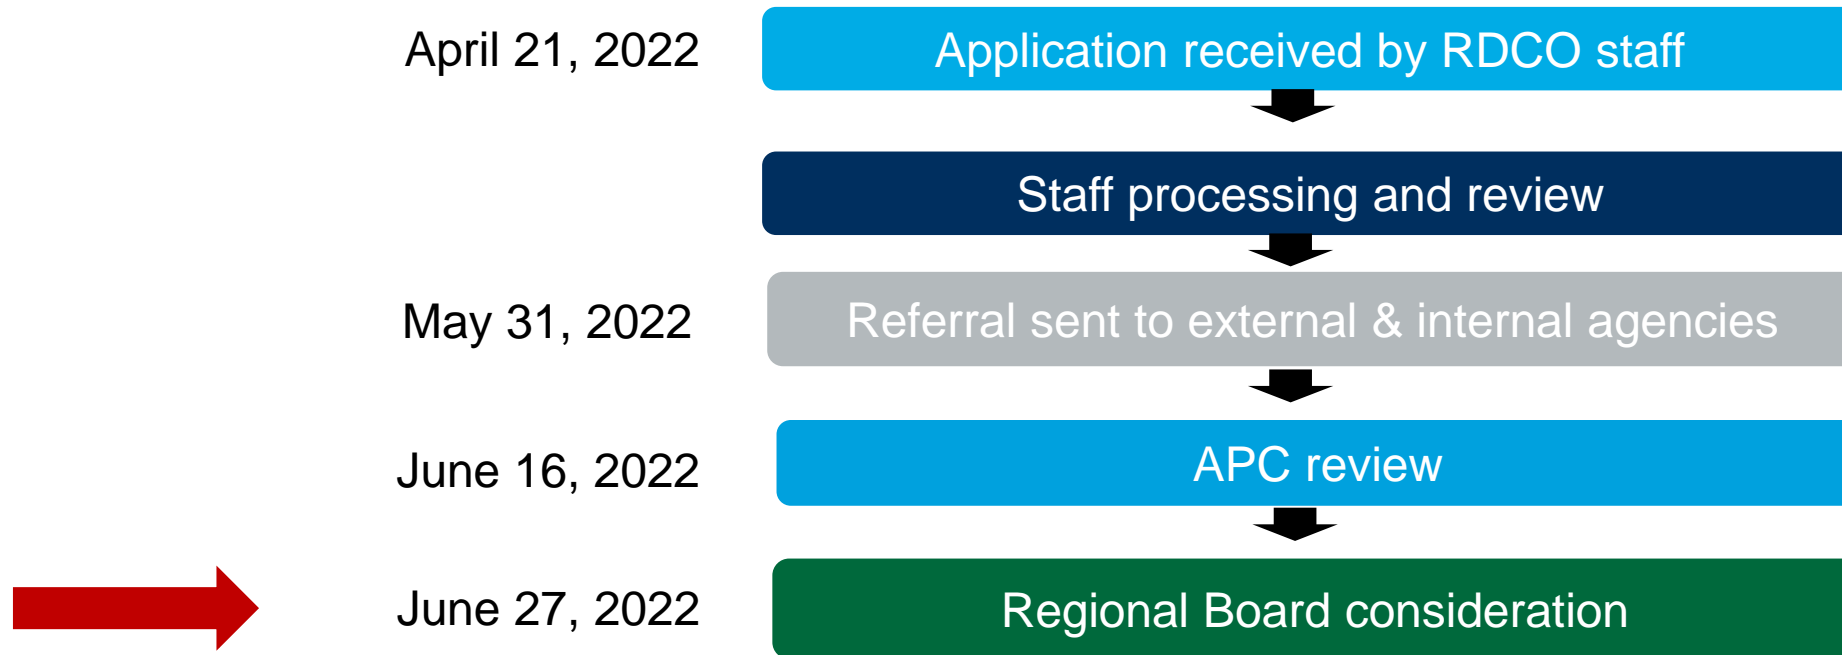 April 21, 2022 Application received by RDCO staff
Staff processing and review
May 31, 2022 Referral sent to external & internal agencies
June 16, 2022 APC review
June 27, 2022 Regional Board consideration